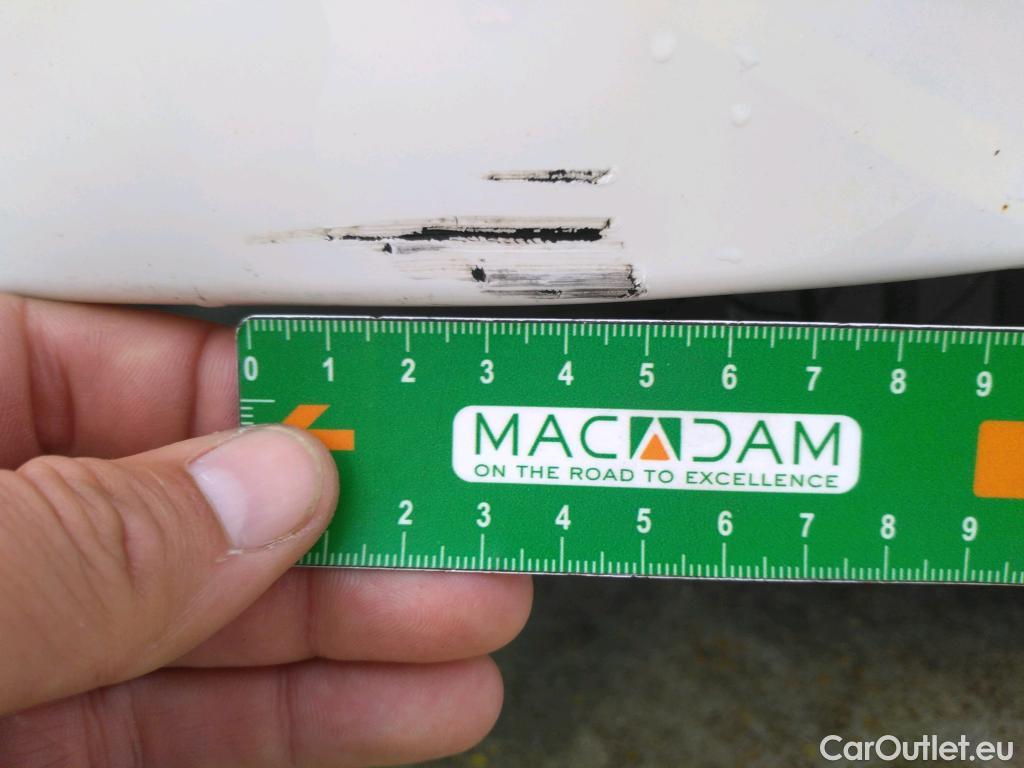 0 1 2 3 4 5 6 7 8 9
MACADAM
ON THE ROAD TO EXCELLENCE
2 3 4 5 6 7 8 9
CarOutlet.eu